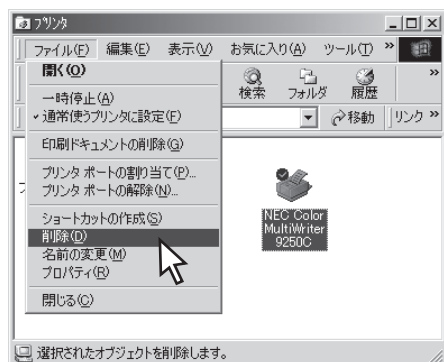 プリンタ
ファイル(F) 編集(E) 表示(V) お気に入り(A) ツール(T) »
開く(O)
一時停止(A)
通常使うプリンタに設定(F)
印刷ドキュメントの削除(G)
プリンタ ポートの割り当て(P)...
プリンタ ポートの解除(N)...
ショートカットの作成(S)
削除(D)
名前の変更(M)
プロパティ(R)
閉じる(C)
検索 フォルダ 履歴 »
移動 リンク »
NEC Color
MultiWriter
9250C
選択されたオブジェクトを削除します。